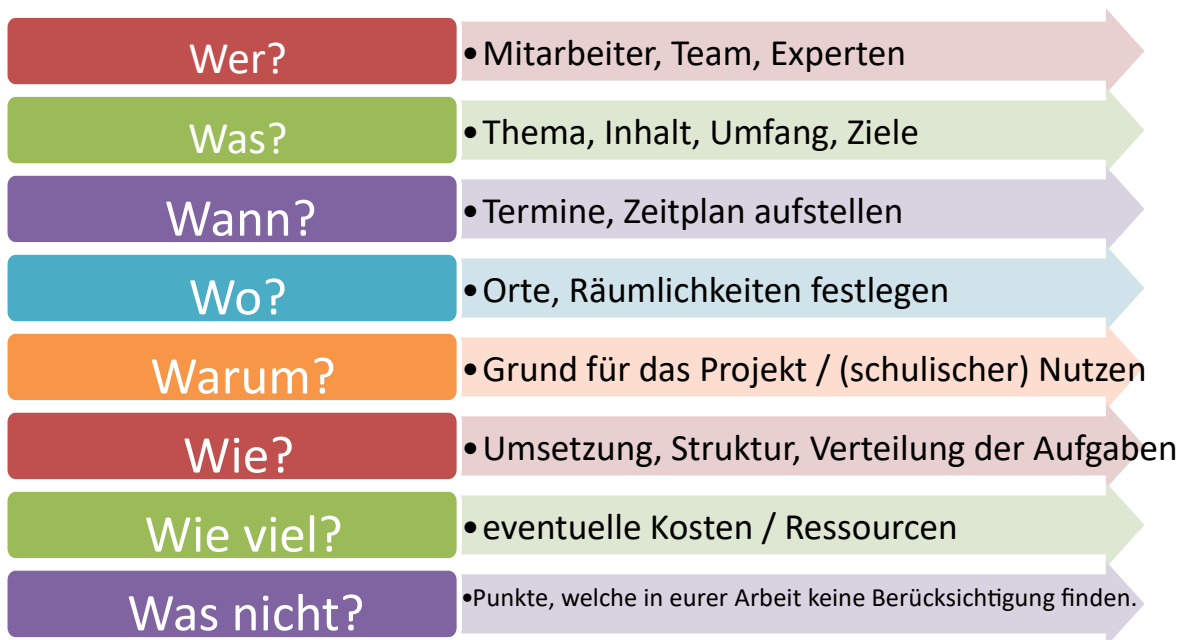 Wer?
•Mitarbeiter, Team, Experten
Was?
•Thema, Inhalt, Umfang, Ziele
Wann?
•Termine, Zeitplan aufstellen
Wo?
•Orte, Räumlichkeiten festlegen
Warum?
•Grund für das Projekt / (schulischer) Nutzen
Wie?
•Umsetzung, Struktur, Verteilung der Aufgaben
Wie viel?
•eventuelle Kosten / Ressourcen
Was nicht?
•Punkte, welche in eurer Arbeit keine Berücksichtigung finden.